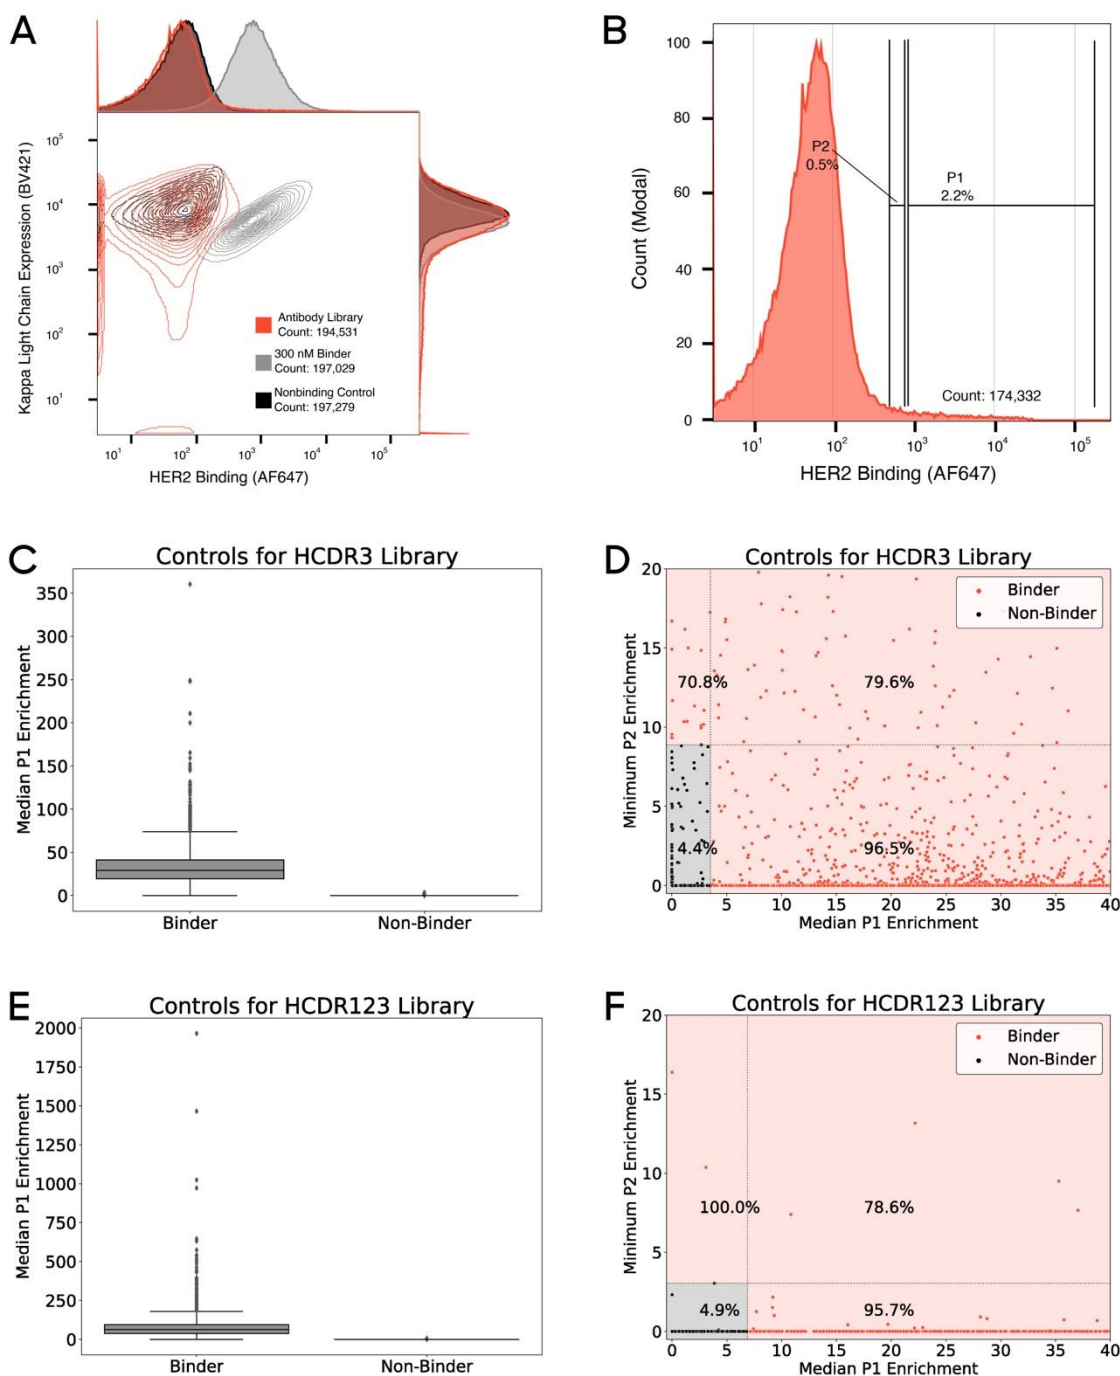 A
Kappa Light Chain Expression (BV421)
10^5
10^4
10^3
10^2
10^1
Antibody Library
Count: 194,531
300 nM Binder
Count: 197,029
Nonbinding Control
Count: 197,279
10^1 10^2 10^3 10^4 10^5
HER2 Binding (AF647)
B
Count (Modal)
100
80
60
40
20
0
P2
0.5%
P1
2.2%
Count: 174,332
10^1 10^2 10^3 10^4 10^5
HER2 Binding (AF647)
C
Controls for HCDR3 Library
Median P1 Enrichment
350
300
250
200
150
100
50
0
Binder Non-Binder
D
Controls for HCDR3 Library
Minimum P2 Enrichment
20
15
10
5
0
Binder
Non-Binder
70.8% 79.6%
4.4% 96.5%
0 5 10 15 20 25 30 35 40
Median P1 Enrichment
E
Controls for HCDR123 Library
Median P1 Enrichment
2000
1750
1500
1250
1000
750
500
250
0
Binder Non-Binder
F
Controls for HCDR123 Library
Minimum P2 Enrichment
20
15
10
5
0
Binder
Non-Binder
100.0% 78.6%
4.9% 95.7%
0 5 10 15 20 25 30 35 40
Median P1 Enrichment